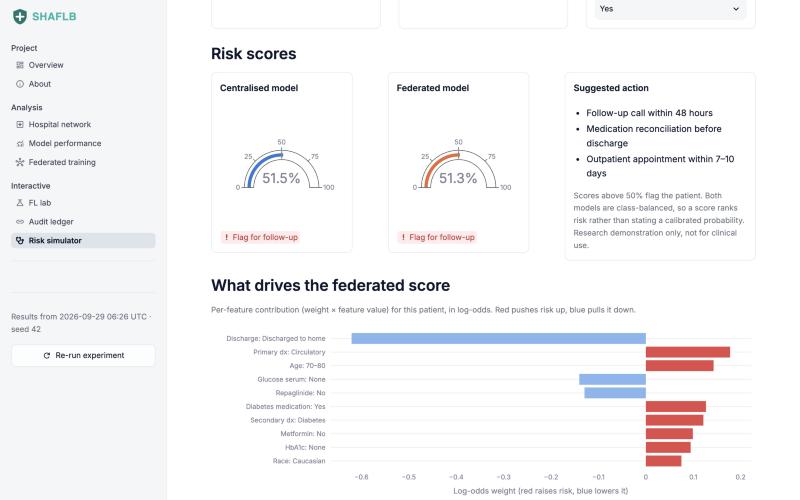 SHAFLB
Project
Overview
About
Analysis
Hospital network
Model performance
Federated training
Interactive
FL lab
Audit ledger
Risk simulator
Results from 2026-09-29 06:26 UTC ·
seed 42
Re-run experiment
Yes
Risk scores
Centralised model
0
25
50
75
100
51.5%
! Flag for follow-up
Federated model
0
25
50
75
100
51.3%
! Flag for follow-up
Suggested action
• Follow-up call within 48 hours
• Medication reconciliation before
discharge
• Outpatient appointment within 7–10
days
Scores above 50% flag the patient. Both
models are class-balanced, so a score ranks
risk rather than stating a calibrated probability.
Research demonstration only, not for clinical
use.
What drives the federated score
Per-feature contribution (weight × feature value) for this patient, in log-odds. Red pushes risk up, blue pulls it down.
Discharge: Discharged to home
Primary dx: Circulatory
Age: 70–80
Glucose serum: None
Repaglinide: No
Diabetes medication: Yes
Secondary dx: Diabetes
Metformin: No
HbA1c: None
Race: Caucasian
−0.6 −0.5 −0.4 −0.3 −0.2 −0.1 0 0.1 0.2
Log-odds weight (red raises risk, blue lowers it)